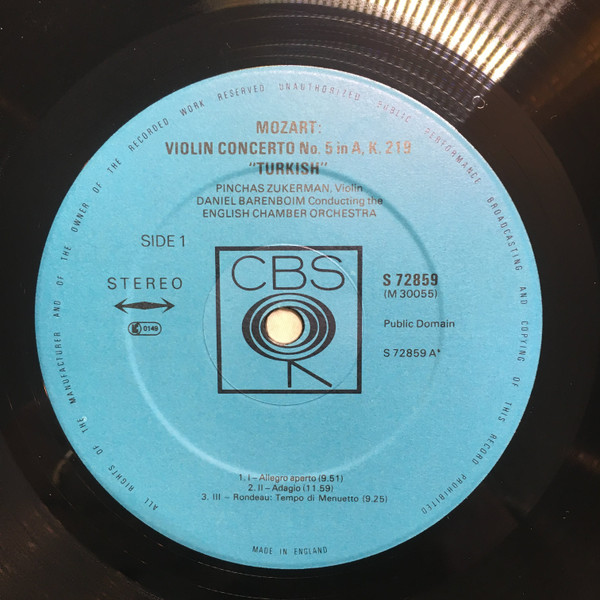 ALL RIGHTS OF THE MANUFACTURER AND OF THE OWNER OF THE RECORDED WORK RESERVED UNAUTHORIZED PUBLIC PERFORMANCE BROADCASTING AND COPYING OF THIS RECORD PROHIBITED
MOZART:
VIOLIN CONCERTO No. 5 in A, K. 219
"TURKISH"
PINCHAS ZUKERMAN, Violin
DANIEL BARENBOIM Conducting the
ENGLISH CHAMBER ORCHESTRA
SIDE 1
CBS
STEREO
S 72859
(M 30055)
K 0149
Public Domain
S 72859 A*
1. I – Allegro aperto (9.51)
2. II – Adagio (11.59)
3. III – Rondeau: Tempo di Menuetto (9.25)
MADE IN ENGLAND